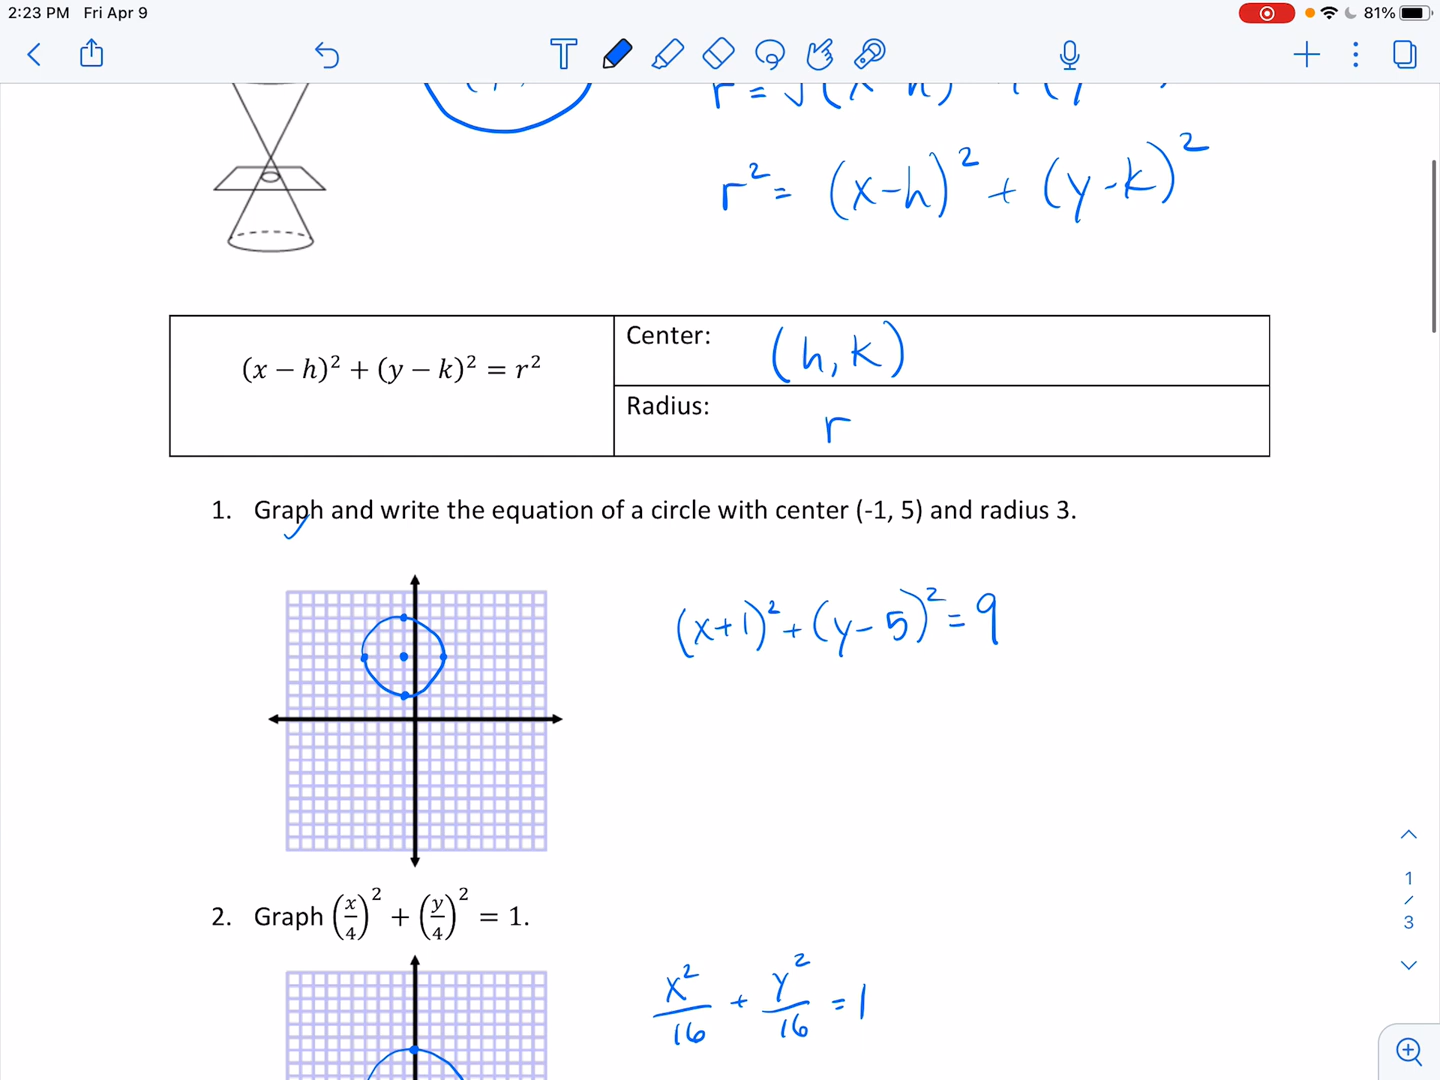 2:23 PM Fri Apr 9
81%
r² = (x-h)² + (y-k)²
(x − h)² + (y − k)² = r²
Center: (h, k)
Radius: r
1. Graph and write the equation of a circle with center (-1, 5) and radius 3.
(x+1)² + (y-5)² = 9
1
/
3
2. Graph (x/4)² + (y/4)² = 1.
x²/16 + y²/16 = 1